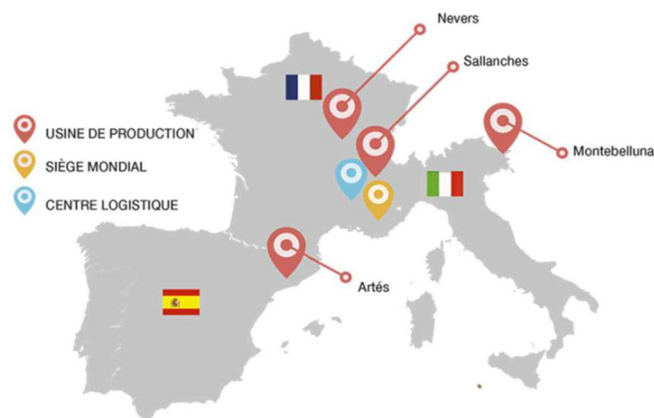 Nevers
Sallanches
USINE DE PRODUCTION
Montebelluna
SIÈGE MONDIAL
CENTRE LOGISTIQUE
Artés